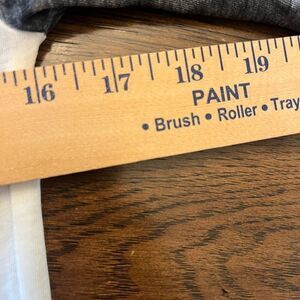 16 17 18 19
PAINT
• Brush • Roller • Tray